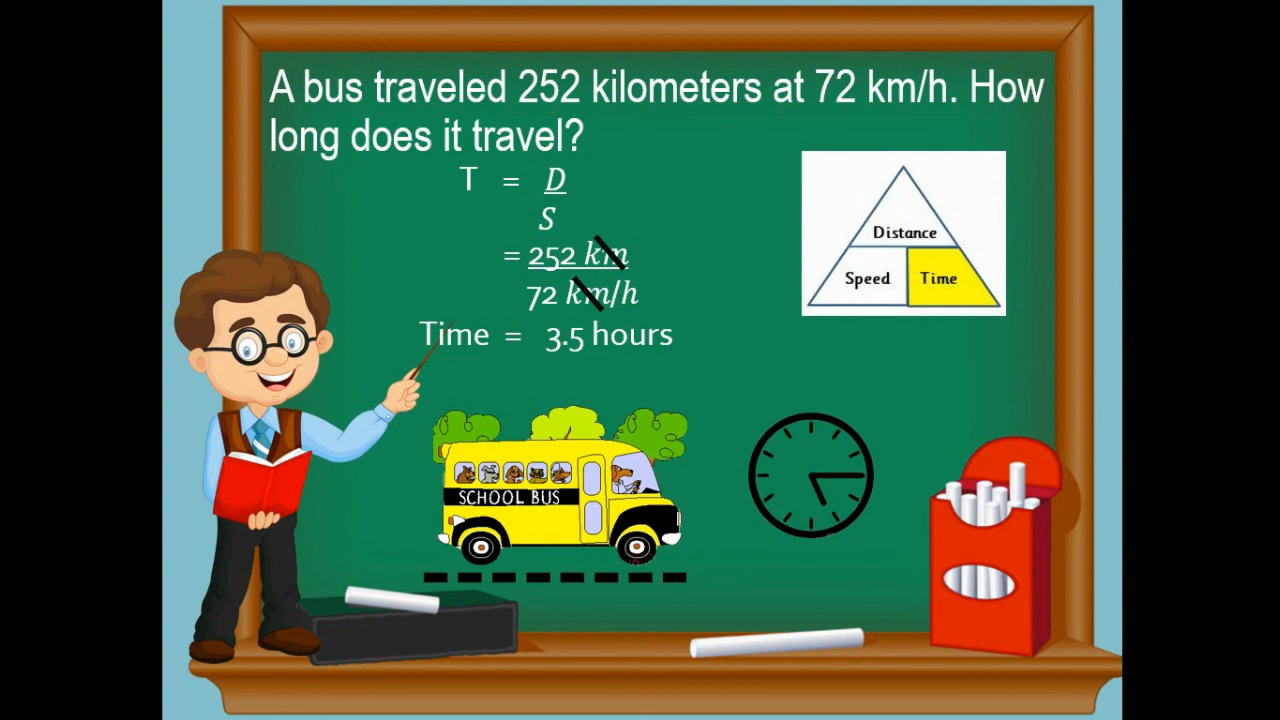 A bus traveled 252 kilometers at 72 km/h. How
long does it travel?
T = D
S
= 252 km
72 km/h
Time = 3.5 hours
Distance
Speed Time
SCHOOL BUS